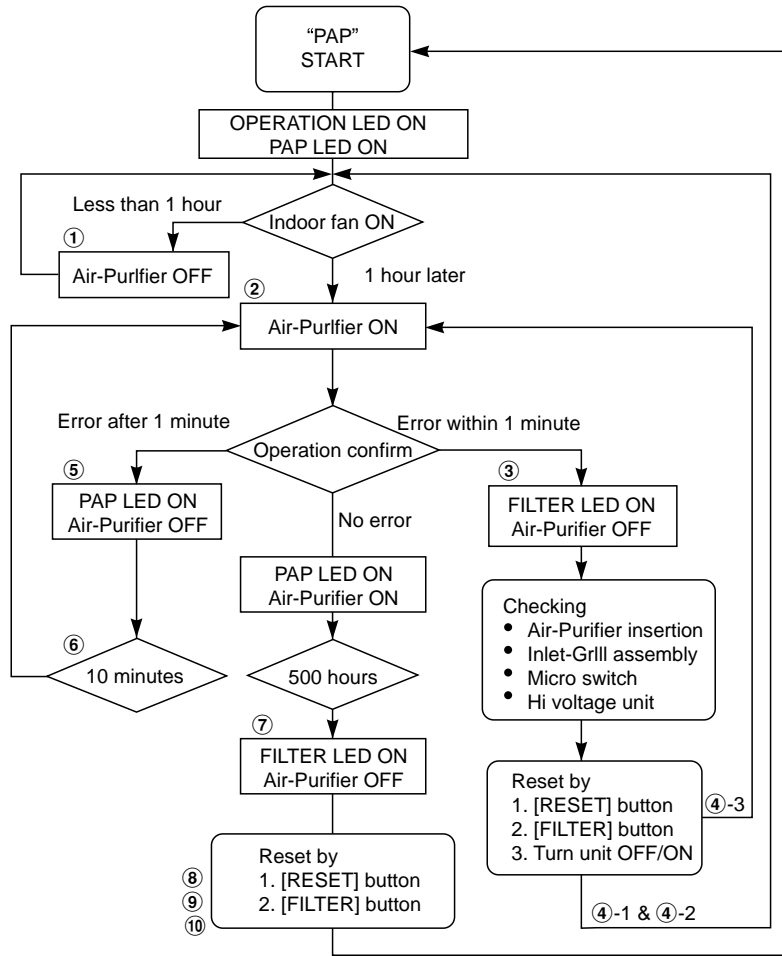 “PAP”
START
OPERATION LED ON
PAP LED ON
Less than 1 hour
Indoor fan ON
①
Air-Purlfier OFF
1 hour later
②
Air-Purlfier ON
Error after 1 minute
Error within 1 minute
Operation confirm
⑤
PAP LED ON
Air-Purifier OFF
③
FILTER LED ON
Air-Purifier OFF
No error
PAP LED ON
Air-Purifier ON
Checking
• Air-Purifier insertion
• Inlet-Grlll assembly
• Micro switch
• Hi voltage unit
⑥
10 minutes
500 hours
⑦
FILTER LED ON
Air-Purifier OFF
Reset by
1. [RESET] button
2. [FILTER] button
3. Turn unit OFF/ON
④-3
⑧
⑨
⑩
Reset by
1. [RESET] button
2. [FILTER] button
④-1 & ④-2